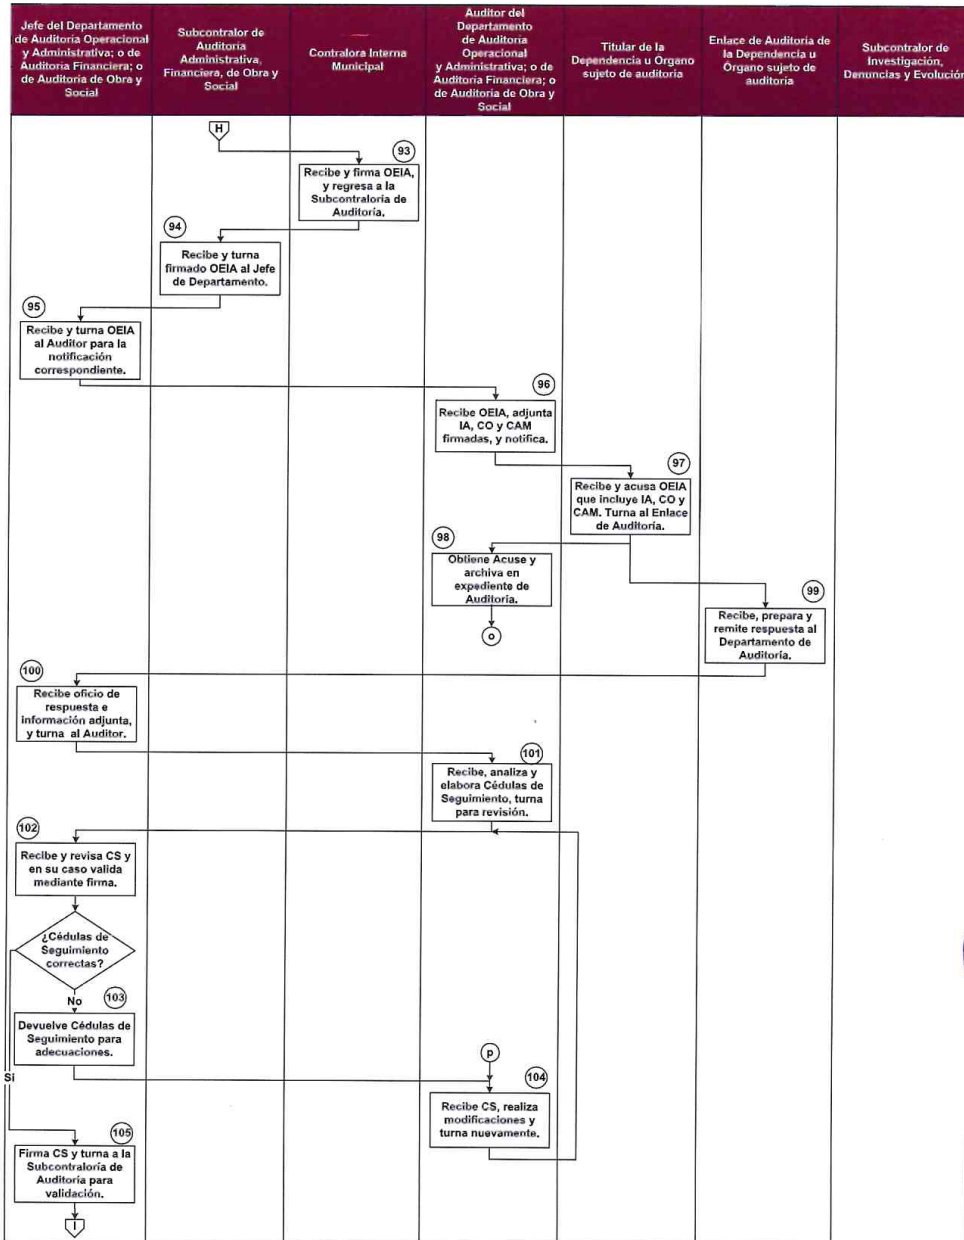 Jefe del Departamento
de Auditoría Operacional
y Administrativa; o de
Auditoría Financiera; o
de Auditoría de Obra y
Social
Subcontralor de
Auditoría
Administrativa,
Financiera, de Obra y
Social
Contralora Interna
Municipal
Auditor del
Departamento
de Auditoría
Operacional
y Administrativa; o de
Auditoría Financiera; o
de Auditoría de Obra y
Social
Titular de la
Dependencia u Órgano
sujeto de auditoría
Enlace de Auditoría de
la Dependencia u
Órgano sujeto de
auditoría
Subcontralor de
Investigación,
Denuncias y Evolución
H
93
Recibe y firma OEIA,
y regresa a la
Subcontraloría de
Auditoría.
94
Recibe y turna
firmado OEIA al Jefe
de Departamento.
95
Recibe y turna OEIA
al Auditor para la
notificación
correspondiente.
96
Recibe OEIA, adjunta
IA, CO y CAM
firmadas, y notifica.
97
Recibe y acusa OEIA
que incluye IA, CO y
CAM. Turna al Enlace
de Auditoría.
98
Obtiene Acuse y
archiva en
expediente de
Auditoría.
o
99
Recibe, prepara y
remite respuesta al
Departamento de
Auditoría.
100
Recibe oficio de
respuesta e
información adjunta,
y turna al Auditor.
101
Recibe, analiza y
elabora Cédulas de
Seguimiento, turna
para revisión.
102
Recibe y revisa CS y
en su caso valida
mediante firma.
¿Cédulas de
Seguimiento
correctas?
No
103
Devuelve Cédulas de
Seguimiento para
adecuaciones.
Si
p
104
Recibe CS, realiza
modificaciones y
turna nuevamente.
105
Firma CS y turna a la
Subcontraloría de
Auditoría para
validación.
I